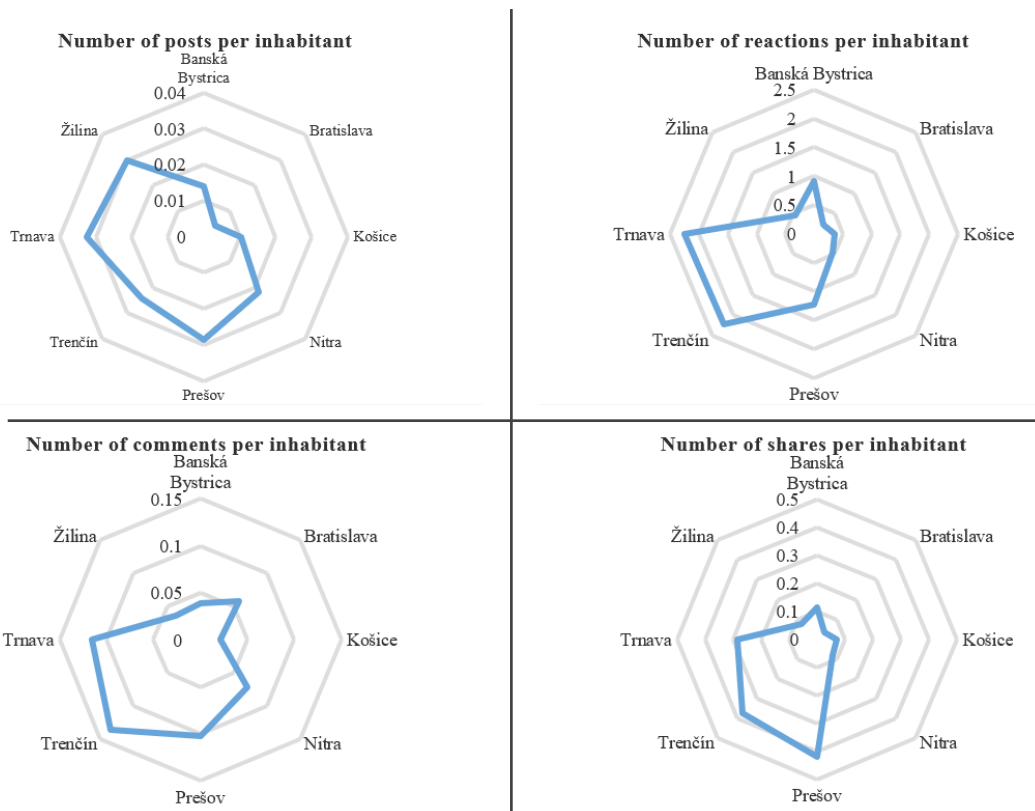 Number of posts per inhabitant
Banská
Bystrica
0.04
Žilina
Bratislava
0.03
0.02
0.01
Trnava
0
Košice
Trenčín
Nitra
Prešov
Number of reactions per inhabitant
Banská Bystrica
2.5
Žilina
Bratislava
2
1.5
1
0.5
Trnava
0
Košice
Trenčín
Nitra
Prešov
Number of comments per inhabitant
Banská
Bystrica
0.15
Žilina
Bratislava
0.1
0.05
Trnava
0
Košice
Trenčín
Nitra
Prešov
Number of shares per inhabitant
Banská
Bystrica
0.5
Žilina
Bratislava
0.4
0.3
0.2
0.1
Trnava
0
Košice
Trenčín
Nitra
Prešov